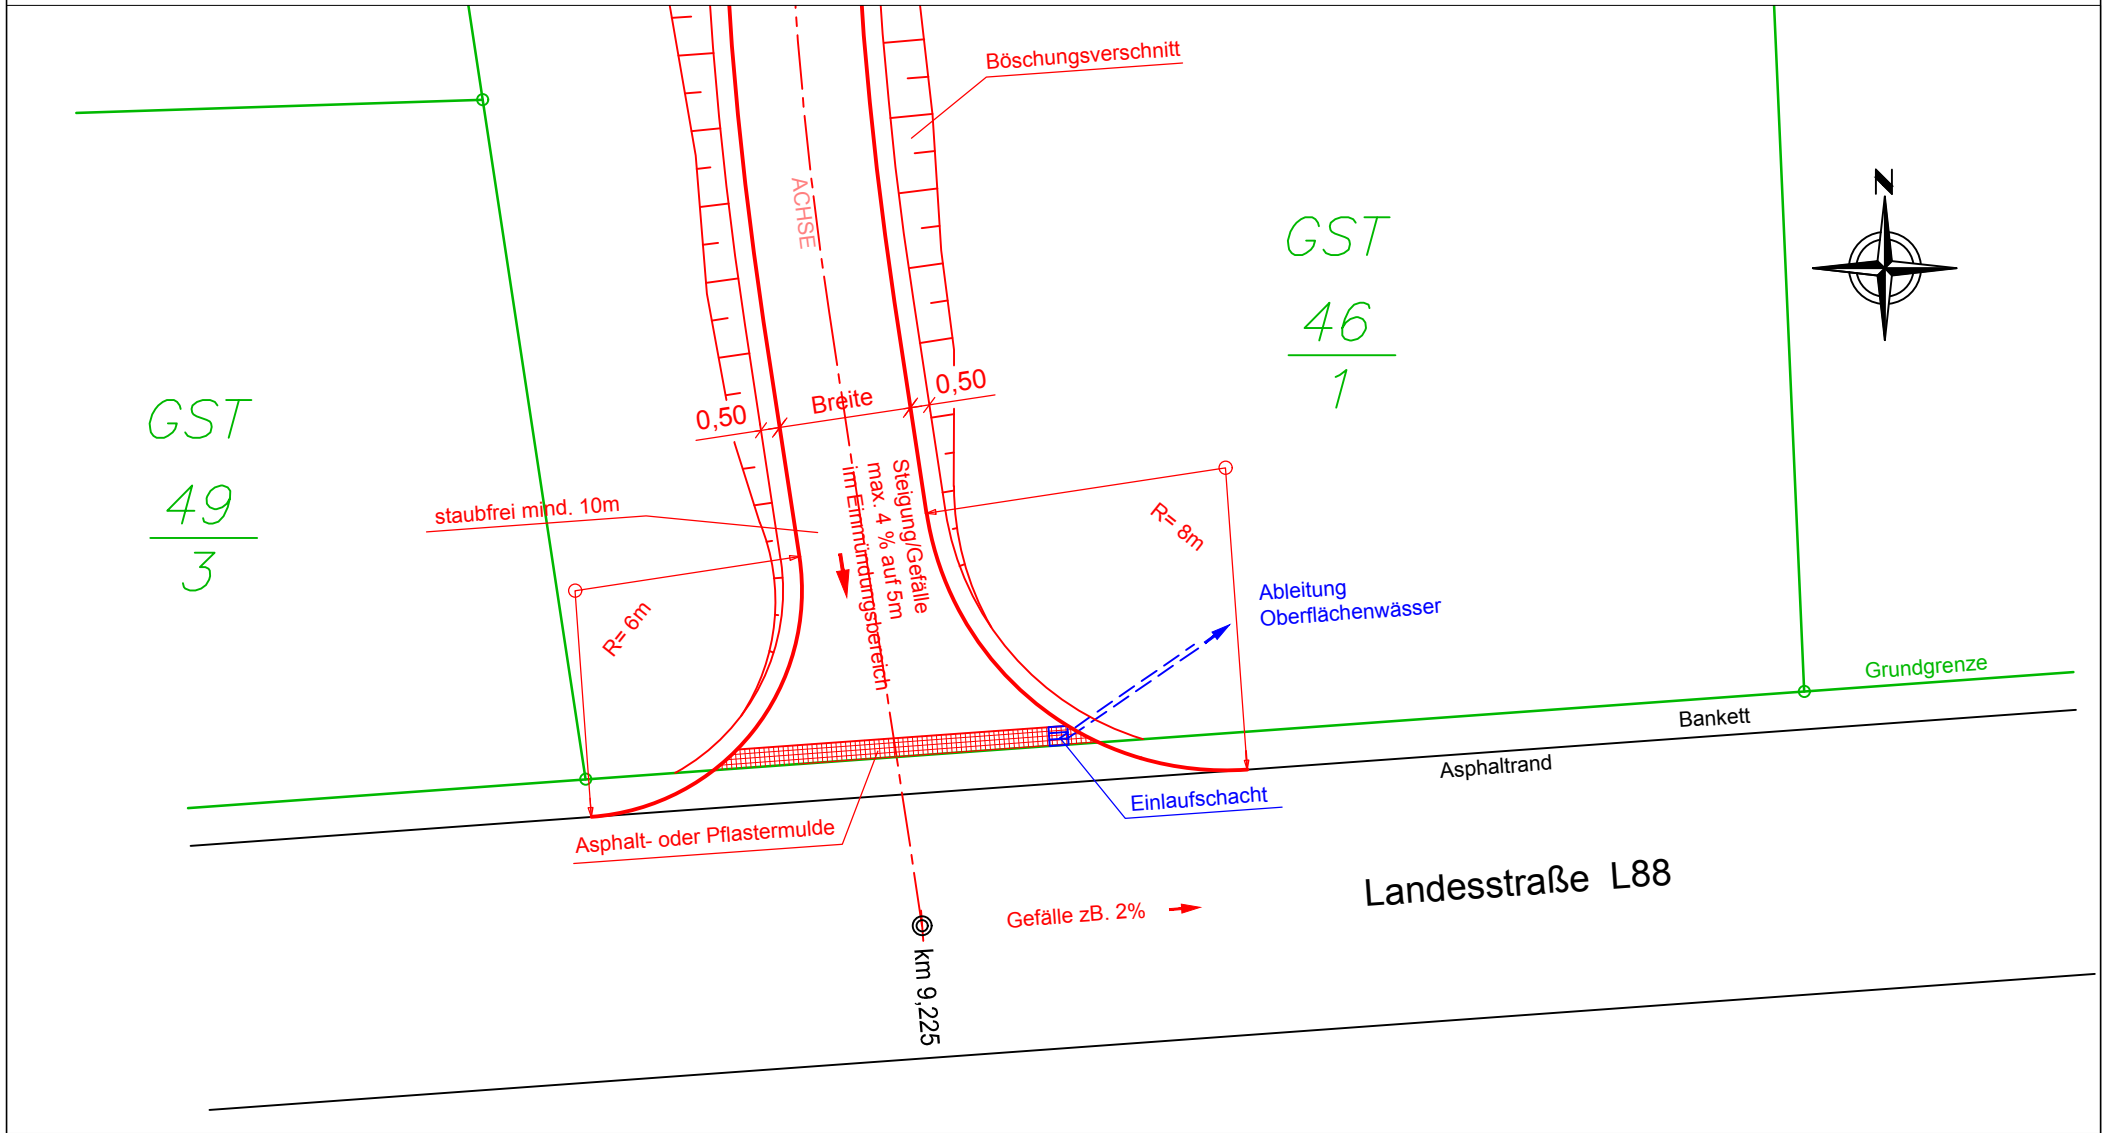 Böschungsverschnitt
N
ACHSE
GST
46
1
GST
49
3
0,50
Breite
0,50
staubfrei mind. 10m
Steigung/Gefälle
max. 4 % auf 5m
im Einmündungsbereich
R= 8m
R= 6m
Ableitung
Oberflächenwässer
Grundgrenze
Bankett
Asphaltrand
Einlaufschacht
Asphalt- oder Pflastermulde
Landesstraße L88
Gefälle zB. 2%
km 9,225